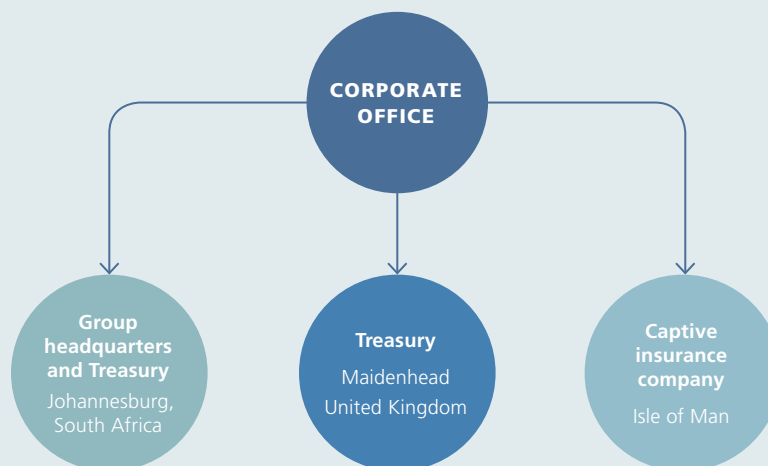 CORPORATE
OFFICE
Group
headquarters
and Treasury
Johannesburg,
South Africa
Treasury
Maidenhead
United Kingdom
Captive
insurance
company
Isle of Man